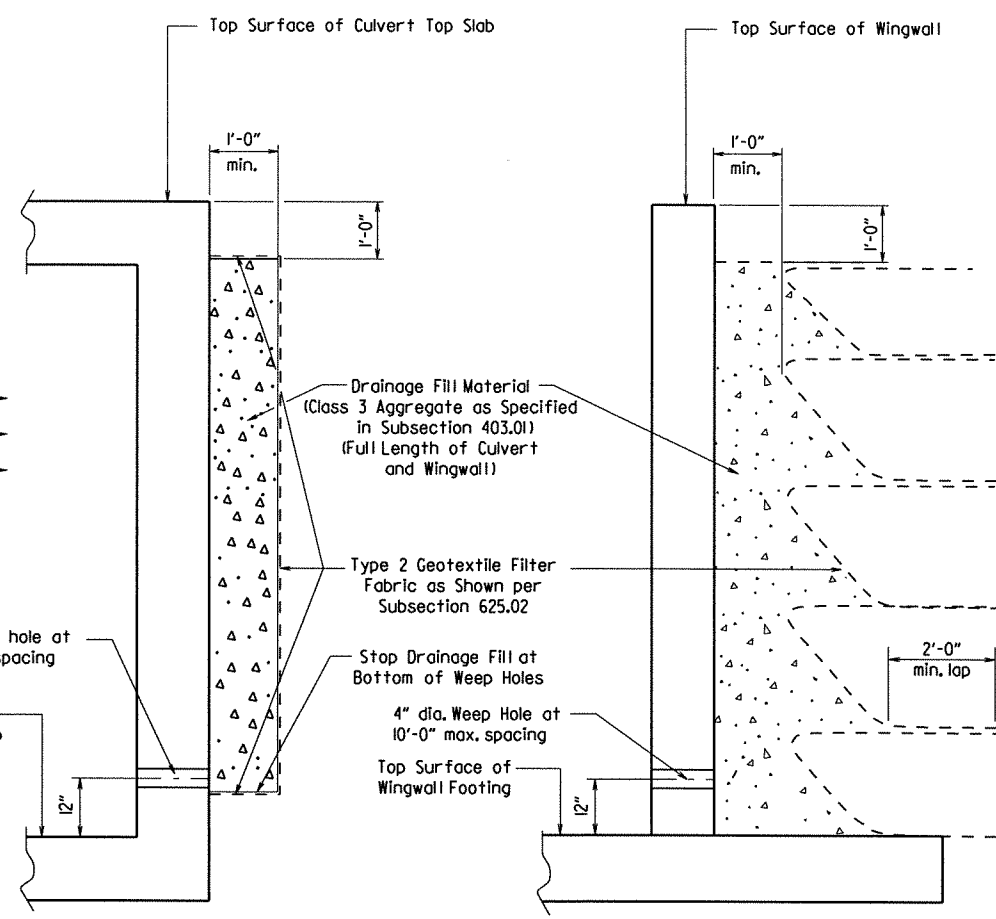 Top Surface of Culvert Top Slab
Top Surface of Wingwall
1'-0"
min.
1'-0"
min.
1'-0"
1'-0"
Drainage Fill Material
(Class 3 Aggregate as Specified
in Subsection 403.01)
(Full Length of Culvert
and Wingwall)
Type 2 Geotextile Filter
Fabric as Shown per
Subsection 625.02
hole at
spacing
Stop Drainage Fill at
Bottom of Weep Holes
2'-0"
min. lap
4" dia. Weep Hole at
10'-0" max. spacing
Top Surface of
Wingwall Footing
12"
12"